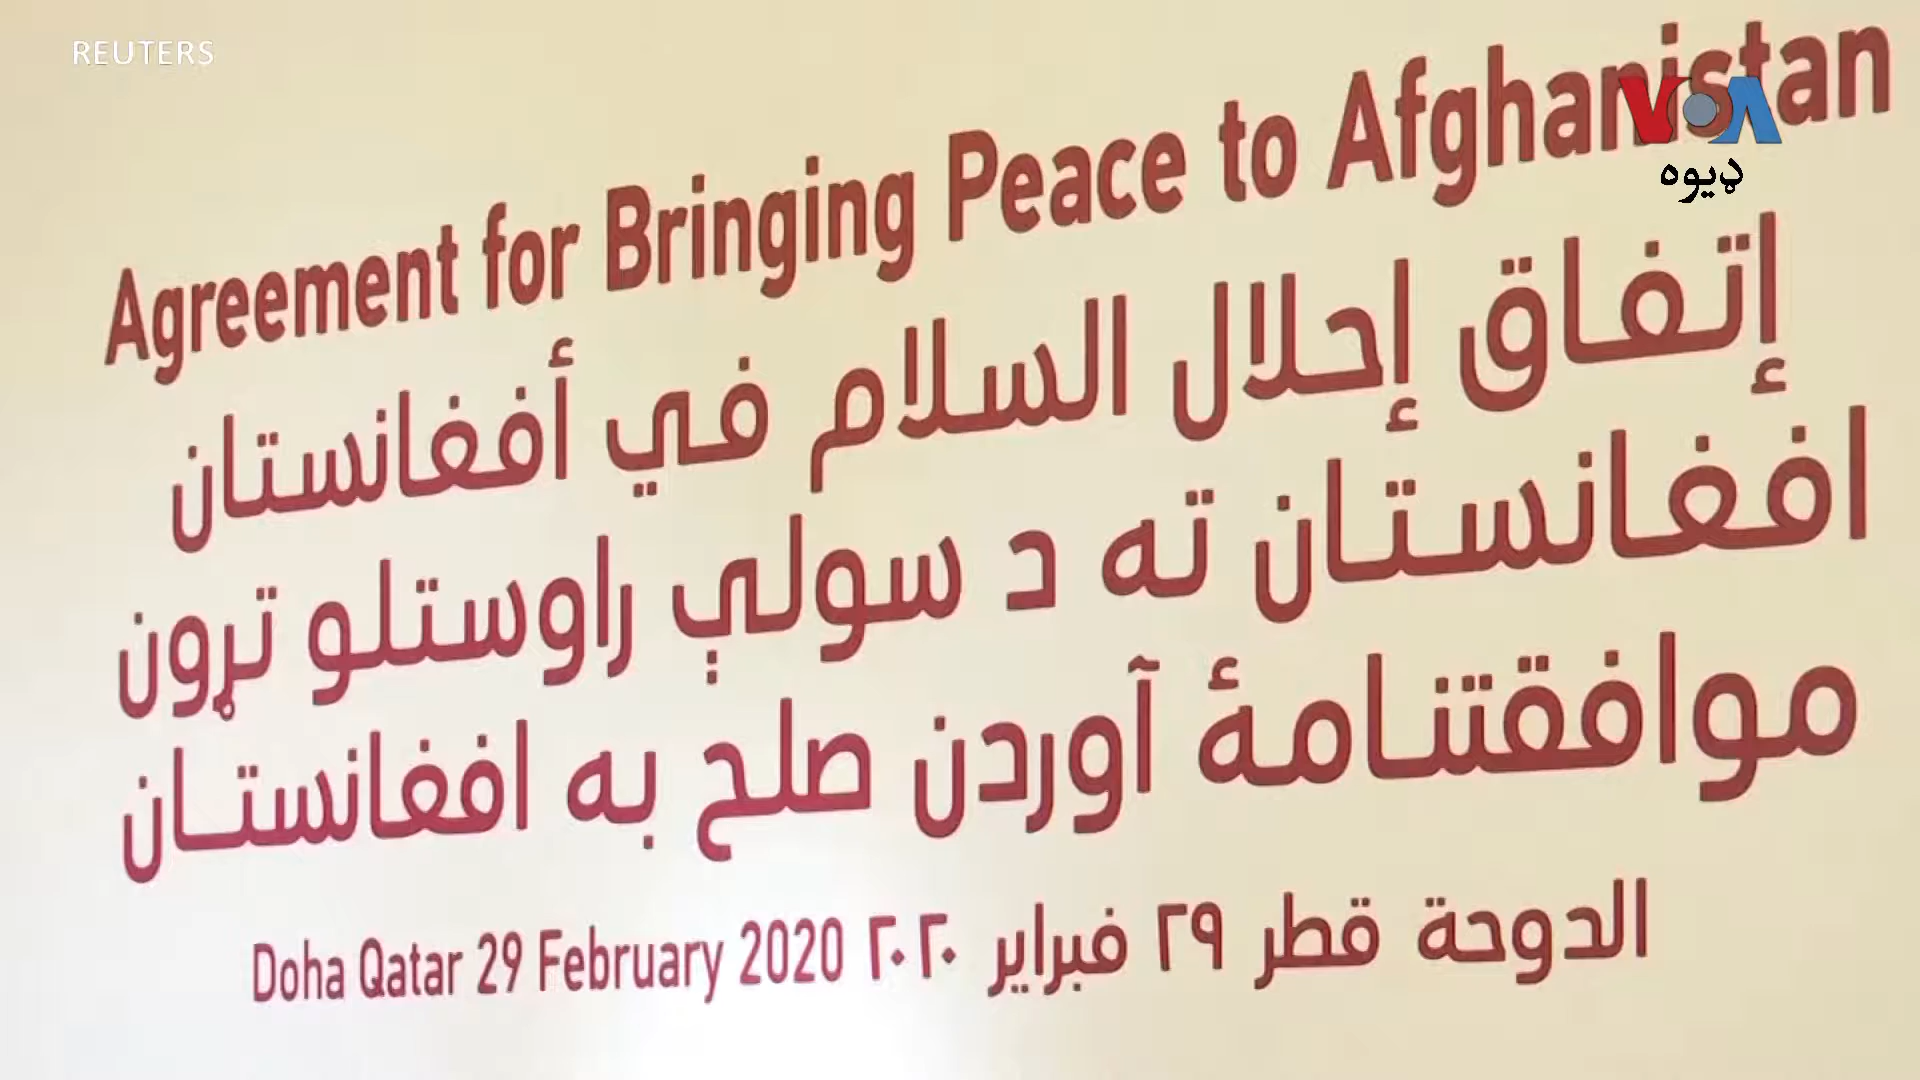 REUTERS
VOA
ډیوه
Agreement for Bringing Peace to Afghanistan
إتفاق إحلال السلام في أفغانستان
افغانستان ته د سولې راوستلو تړون
موافقتنامۀ آوردن صلح به افغانستان
Doha Qatar 29 February 2020 الدوحة قطر ٢٩ فبراير ٢٠٢٠